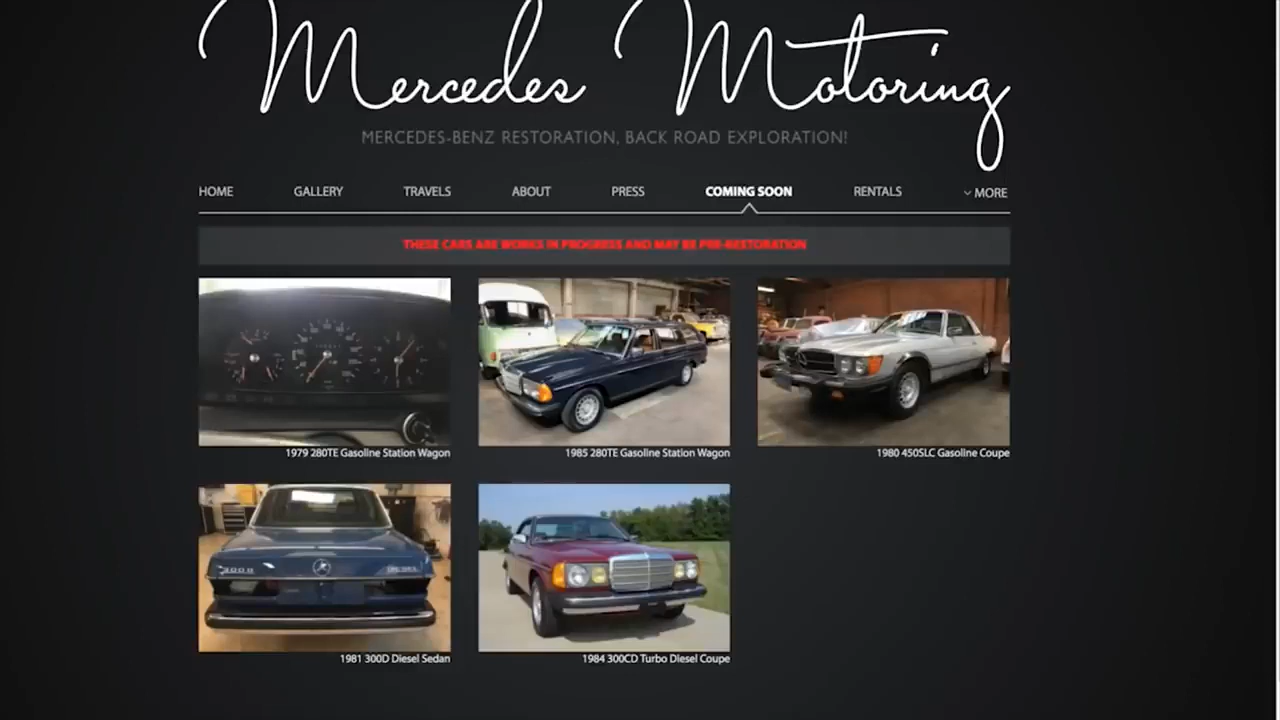 Mercedes Motoring
MERCEDES-BENZ RESTORATION, BACK ROAD EXPLORATION!
HOME GALLERY TRAVELS ABOUT PRESS COMING SOON RENTALS MORE
THESE CARS ARE WORKS IN PROGRESS AND MAY BE PRE-RESTORATION
1979 280TE Gasoline Station Wagon
1985 280TE Gasoline Station Wagon
1980 450SLC Gasoline Coupe
300D
1981 300D Diesel Sedan
1984 300CD Turbo Diesel Coupe